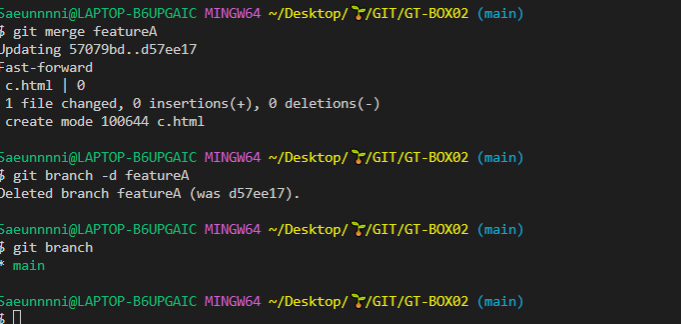 Saeunnnni@LAPTOP-B6UPGAIC MINGW64 ~/Desktop/🌱/GIT/GT-BOX02 (main)
$ git merge featureA
Updating 57079bd..d57ee17
Fast-forward
 c.html | 0
 1 file changed, 0 insertions(+), 0 deletions(-)
 create mode 100644 c.html
Saeunnnni@LAPTOP-B6UPGAIC MINGW64 ~/Desktop/🌱/GIT/GT-BOX02 (main)
$ git branch -d featureA
Deleted branch featureA (was d57ee17).
Saeunnnni@LAPTOP-B6UPGAIC MINGW64 ~/Desktop/🌱/GIT/GT-BOX02 (main)
$ git branch
* main
Saeunnnni@LAPTOP-B6UPGAIC MINGW64 ~/Desktop/🌱/GIT/GT-BOX02 (main)
$